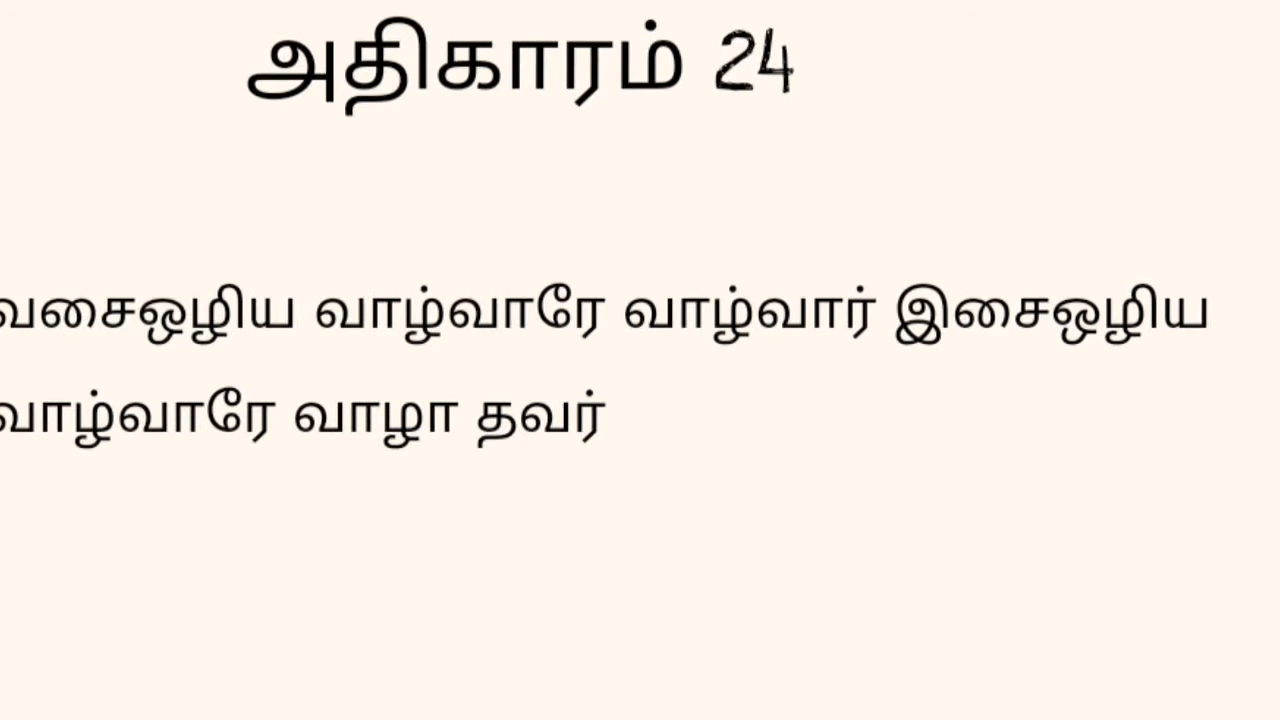 அதிகாரம் 24
வசைஒழிய வாழ்வாரே வாழ்வார் இசைஒழிய
வாழ்வாரே வாழா தவர்